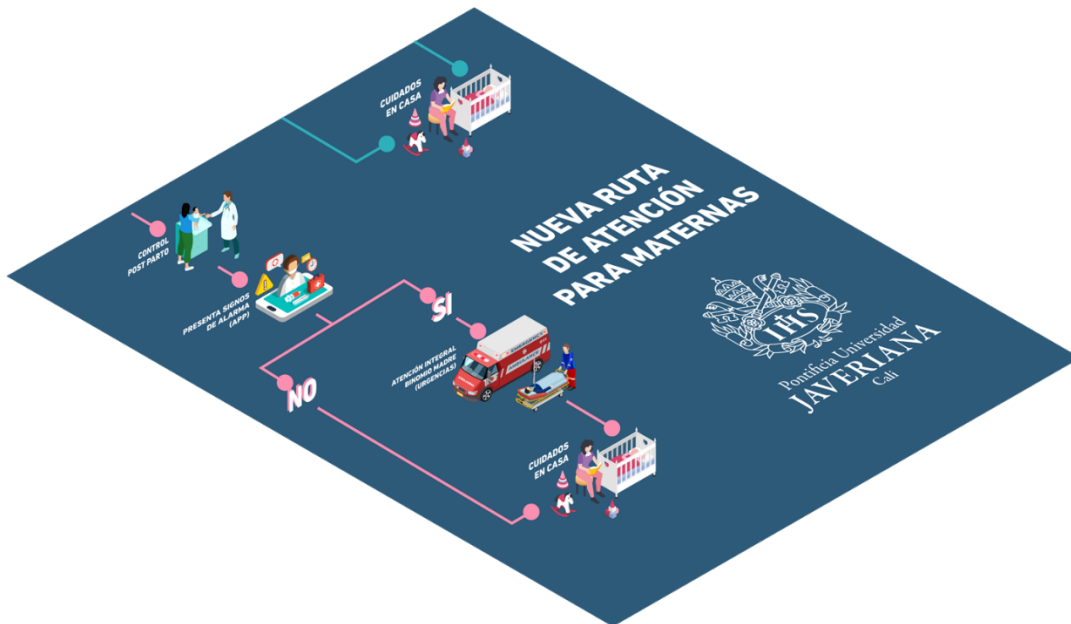 CUIDADOS
EN CASA
NUEVA RUTA
DE ATENCIÓN
PARA MATERNAS
CONTROL
POST PARTO
PRESENTA SIGNOS
DE ALARMA
(APP)
SI
NO
ATENCIÓN INTEGRAL
BINOMIO MADRE
(URGENCIAS)
CUIDADOS
EN CASA
IHS
Pontificia Universidad
JAVERIANA
Cali